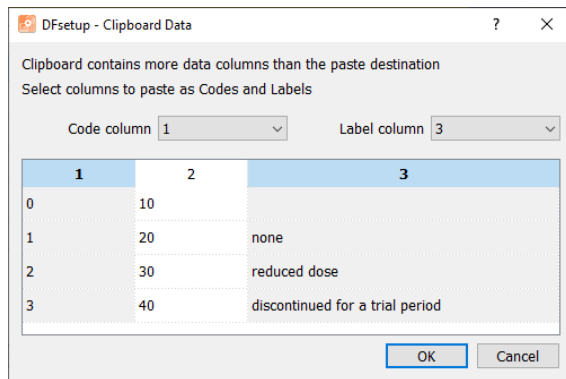 DFsetup - Clipboard Data ? ×
Clipboard contains more data columns than the paste destination
Select columns to paste as Codes and Labels
Code column 1 Label column 3
1 2 3
0 10
1 20 none
2 30 reduced dose
3 40 discontinued for a trial period
OK Cancel